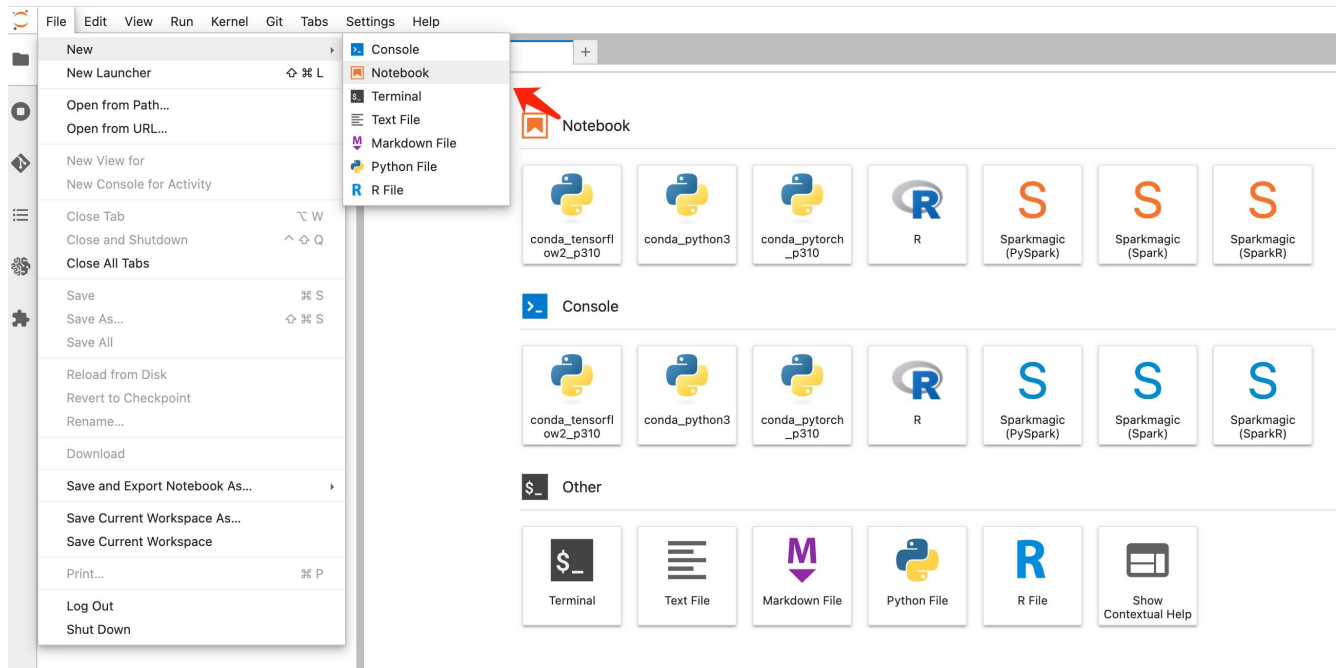 File Edit View Run Kernel Git Tabs Settings Help
New
New Launcher ⇧ ⌘ L
Open from Path...
Open from URL...
New View for
New Console for Activity
Close Tab ⌥ W
Close and Shutdown ^ ⇧ Q
Close All Tabs
Save ⌘ S
Save As... ⇧ ⌘ S
Save All
Reload from Disk
Revert to Checkpoint
Rename...
Download
Save and Export Notebook As...
Save Current Workspace As...
Save Current Workspace
Print... ⌘ P
Log Out
Shut Down
Console
Notebook
$_ Terminal
Text File
M Markdown File
Python File
R R File
+
Notebook
conda_tensorfl
ow2_p310
conda_python3
conda_pytorch
_p310
R
R
S
Sparkmagic
(PySpark)
S
Sparkmagic
(Spark)
S
Sparkmagic
(SparkR)
>_ Console
conda_tensorfl
ow2_p310
conda_python3
conda_pytorch
_p310
R
R
S
Sparkmagic
(PySpark)
S
Sparkmagic
(Spark)
S
Sparkmagic
(SparkR)
$_ Other
$_
Terminal
Text File
M
Markdown File
Python File
R
R File
Show
Contextual Help